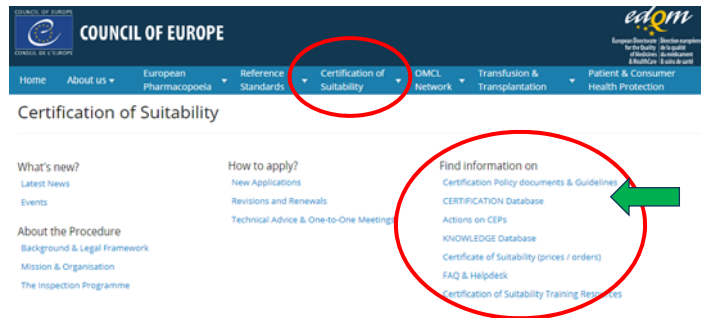 COUNCIL OF EUROPE
CONSEIL DE L'EUROPE
COUNCIL OF EUROPE
edqm
European Directorate Direction européenne
for the Quality de la qualité
of Medicines du médicament
& HealthCare & soins de santé
Home
About us
European Pharmacopoeia
Reference Standards
Certification of Suitability
OMCL Network
Transfusion & Transplantation
Patient & Consumer Health Protection
Certification of Suitability
What's new?
Latest News
Events
About the Procedure
Background & Legal Framework
Mission & Organisation
The Inspection Programme
How to apply?
New Applications
Revisions and Renewals
Technical Advice & One-to-One Meetings
Find information on
Certification Policy documents & Guidelines
CERTIFICATION Database
Actions on CEPs
KNOWLEDGE Database
Certificate of Suitability (prices / orders)
FAQ & Helpdesk
Certification of Suitability Training Resources